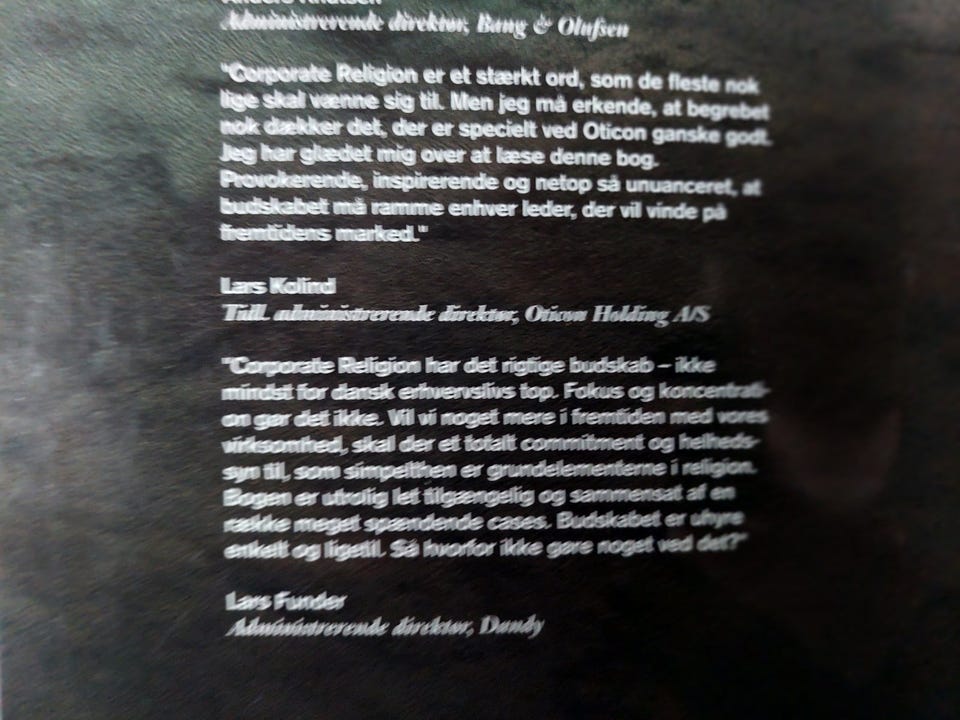 Anders Knutsen
Administrerende direktør, Bang & Olufsen
"Corporate Religion er et stærkt ord, som de fleste nok
lige skal vænne sig til. Men jeg må erkende, at begrebet
nok dækker det, der er specielt ved Oticon ganske godt.
Jeg har glædet mig over at læse denne bog.
Provokerende, inspirerende og netop så unuanceret, at
budskabet må ramme enhver leder, der vil vinde på
fremtidens marked."
Lars Kolind
Tidl. administrerende direktør, Oticon Holding A/S
"Corporate Religion har det rigtige budskab – ikke
mindst for dansk erhvervslivs top. Fokus og koncentrati-
on gør det ikke. Vil vi noget mere i fremtiden med vores
virksomhed, skal der et totalt commitment og helheds-
syn til, som simpelthen er grundelementerne i religion.
Bogen er utrolig let tilgængelig og sammensat af en
række meget spændende cases. Budskabet er uhyre
enkelt og ligetil. Så hvorfor ikke gøre noget ved det?"
Lars Funder
Administrerende direktør, Dandy